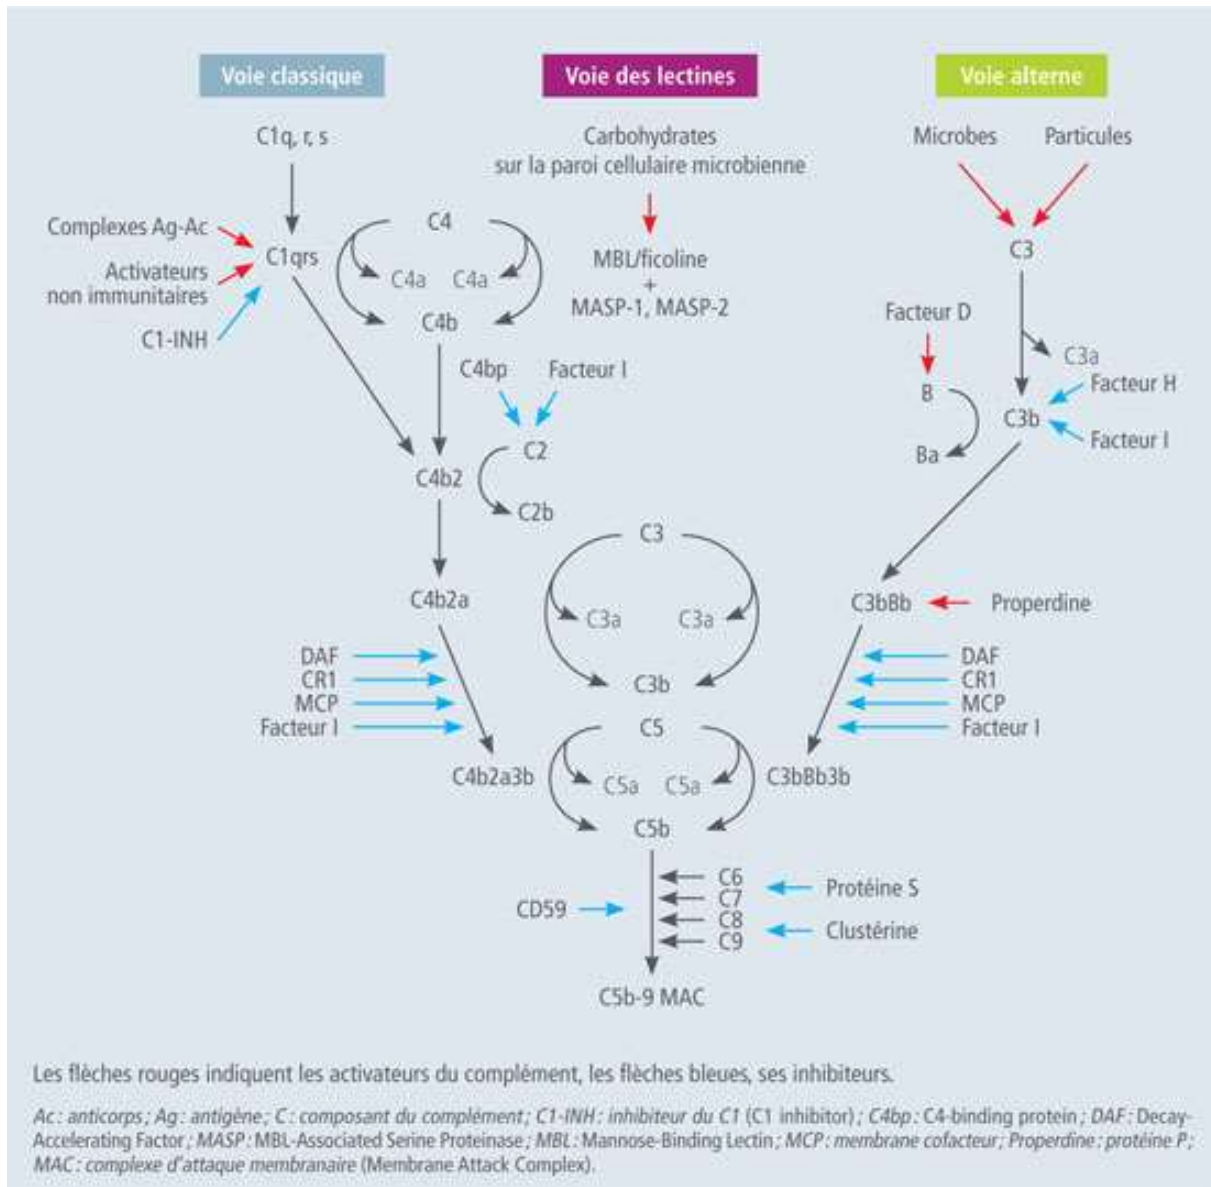 Voie classique
Voie des lectines
Voie alterne
C1q, r, s
Carbohydrates
sur la paroi cellulaire microbienne
Microbes
Particules
Complexes Ag-Ac
Activateurs
non immunitaires
C1-INH
C1qrs
C4
C4a
C4a
C4b
MBL/ficoline
+
MASP-1, MASP-2
C3
Facteur D
C3a
B
Facteur H
C3b
Facteur I
Ba
C4bp
Facteur I
C2
C4b2
C2b
C3
C4b2a
C3a
C3a
C3bBb
Properdine
DAF
CR1
MCP
Facteur I
C3b
DAF
CR1
MCP
Facteur I
C5
C4b2a3b
C5a
C5a
C3bBb3b
C5b
C6
C7
C8
C9
Protéine S
CD59
Clustérine
C5b-9 MAC
Les flèches rouges indiquent les activateurs du complément, les flèches bleues, ses inhibiteurs.
Ac : anticorps ; Ag : antigène ; C : composant du complément ; C1-INH : inhibiteur du C1 (C1 inhibitor) ; C4bp : C4-binding protein ; DAF : Decay-
Accelerating Factor ; MASP : MBL-Associated Serine Proteinase ; MBL : Mannose-Binding Lectin ; MCP : membrane cofacteur ; Properdine : protéine P ;
MAC : complexe d'attaque membranaire (Membrane Attack Complex).